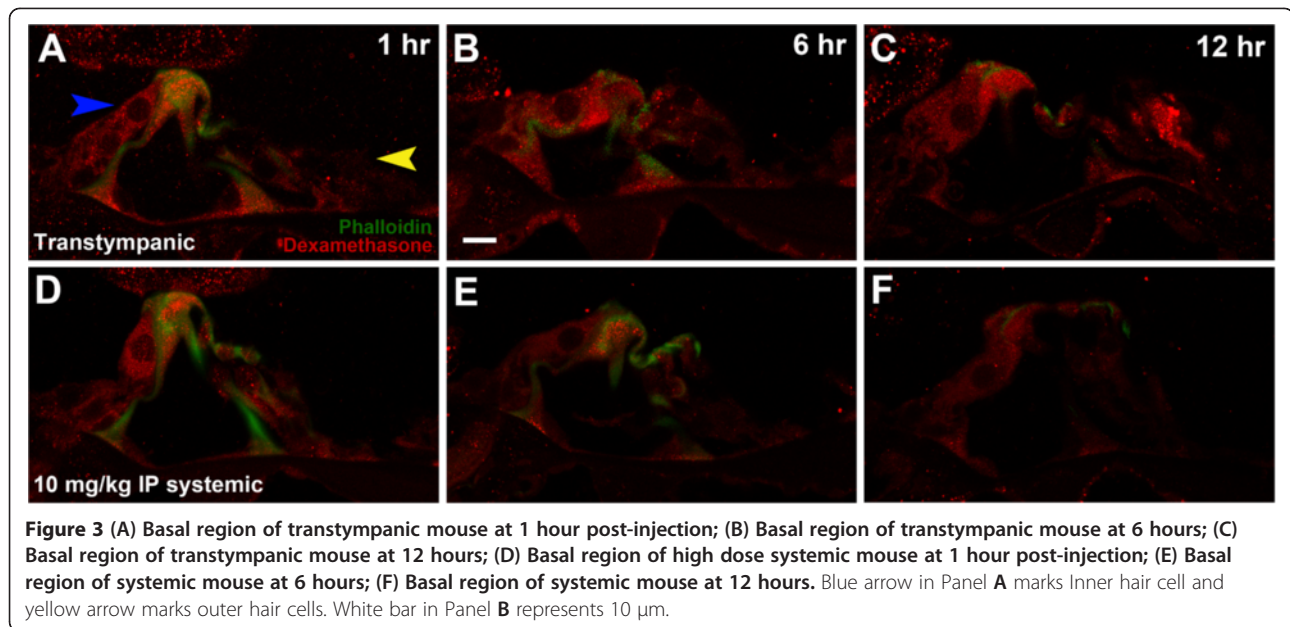 A
1 hr
B
6 hr
C
12 hr
Phalloidin
Dexamethasone
Transtympanic
D
E
F
10 mg/kg IP systemic
Figure 3 (A) Basal region of transtympanic mouse at 1 hour post-injection; (B) Basal region of transtympanic mouse at 6 hours; (C)
Basal region of transtympanic mouse at 12 hours; (D) Basal region of high dose systemic mouse at 1 hour post-injection; (E) Basal
region of systemic mouse at 6 hours; (F) Basal region of systemic mouse at 12 hours. Blue arrow in Panel A marks Inner hair cell and
yellow arrow marks outer hair cells. White bar in Panel B represents 10 μm.